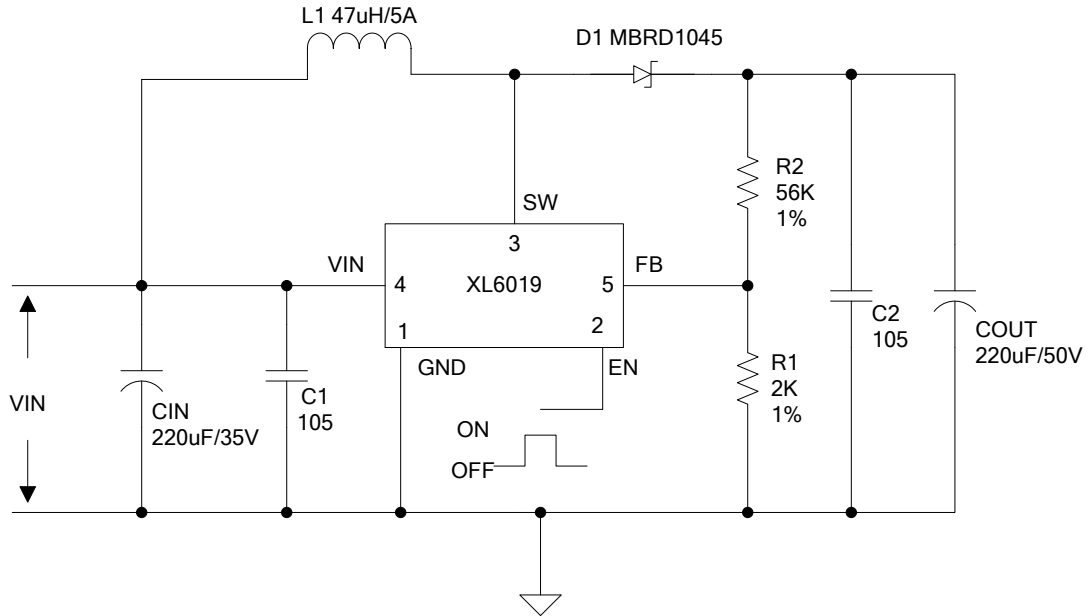 L1 47uH/5A
D1 MBRD1045
R2
56K
1%
SW
3
VIN
4
XL6019
5
FB
1
2
GND
EN
C2
105
COUT
220uF/50V
R1
2K
1%
VIN
CIN
220uF/35V
C1
105
ON
OFF